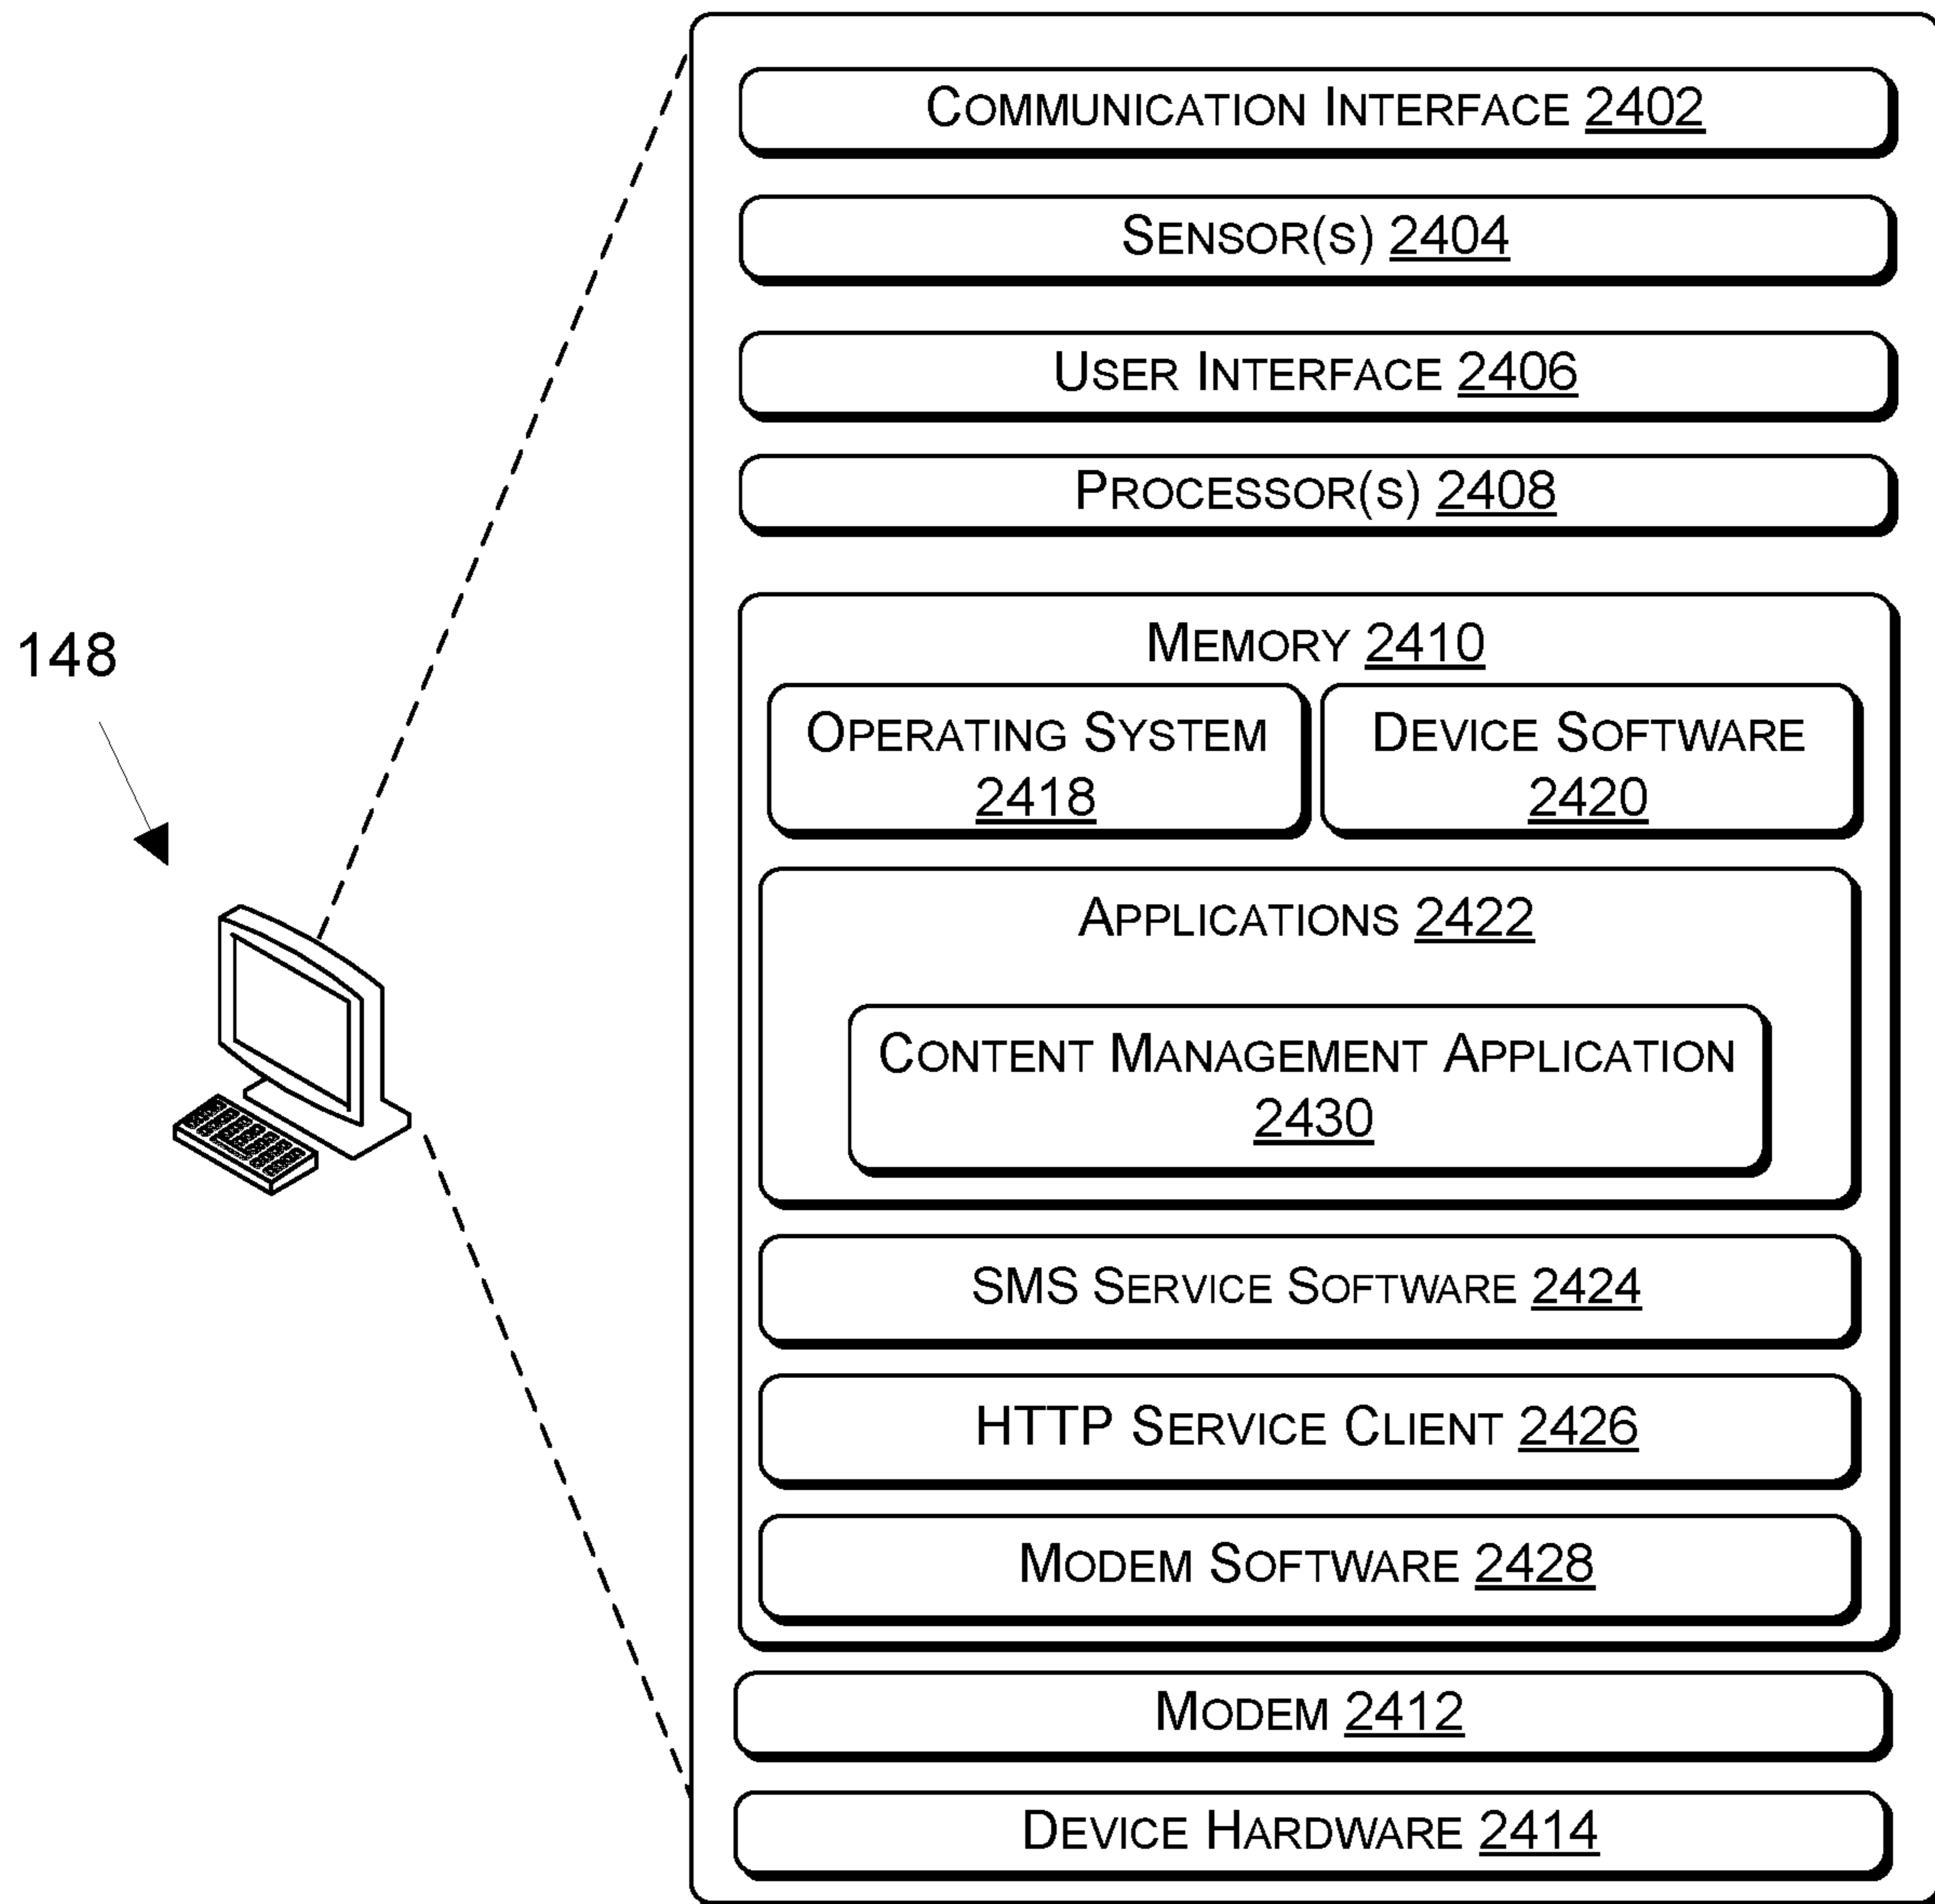 COMMUNICATION INTERFACE 2402
SENSOR(S) 2404
USER INTERFACE 2406
PROCESSOR(S) 2408
148
MEMORY 2410
OPERATING SYSTEM
2418
DEVICE SOFTWARE
2420
APPLICATIONS 2422
CONTENT MANAGEMENT APPLICATION
2430
SMS SERVICE SOFTWARE 2424
HTTP SERVICE CLIENT 2426
MODEM SOFTWARE 2428
MODEM 2412
DEVICE HARDWARE 2414